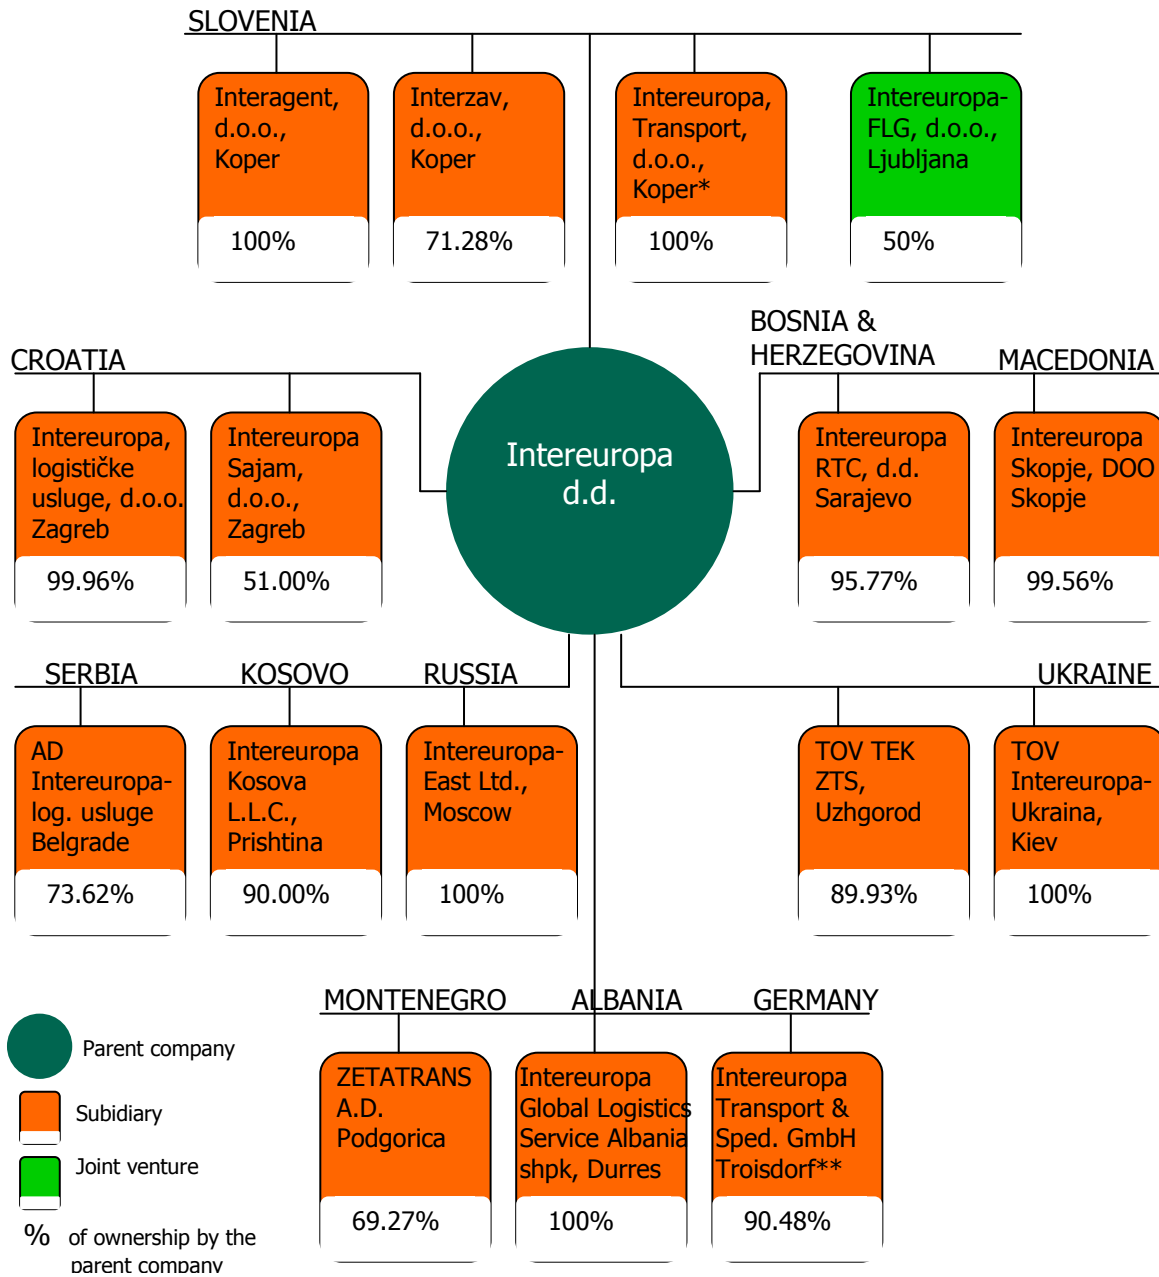 SLOVENIA
Interagent,
d.o.o.,
Koper
100%
Interzav,
d.o.o.,
Koper
71.28%
Intereuropa,
Transport,
d.o.o.,
Koper*
100%
Intereuropa-
FLG, d.o.o.,
Ljubljana
50%
CROATIA
Intereuropa,
logističke
usluge, d.o.o.
Zagreb
99.96%
Intereuropa
Sajam,
d.o.o.,
Zagreb
51.00%
Intereuropa
d.d.
BOSNIA &
HERZEGOVINA
Intereuropa
RTC, d.d.
Sarajevo
95.77%
MACEDONIA
Intereuropa
Skopje, DOO
Skopje
99.56%
SERBIA
AD
Intereuropa-
log. usluge
Belgrade
73.62%
KOSOVO
Intereuropa
Kosova
L.L.C.,
Prishtina
90.00%
RUSSIA
Intereuropa-
East Ltd.,
Moscow
100%
UKRAINE
TOV TEK
ZTS,
Uzhgorod
89.93%
TOV
Intereuropa-
Ukraina,
Kiev
100%
MONTENEGRO
ZETATRANS
A.D.
Podgorica
69.27%
ALBANIA
Intereuropa
Global Logistics
Service Albania
shpk, Durres
100%
GERMANY
Intereuropa
Transport &
Sped. GmbH
Troisdorf**
90.48%
Parent company
Subidiary
Joint venture
% of ownership by the
parent company